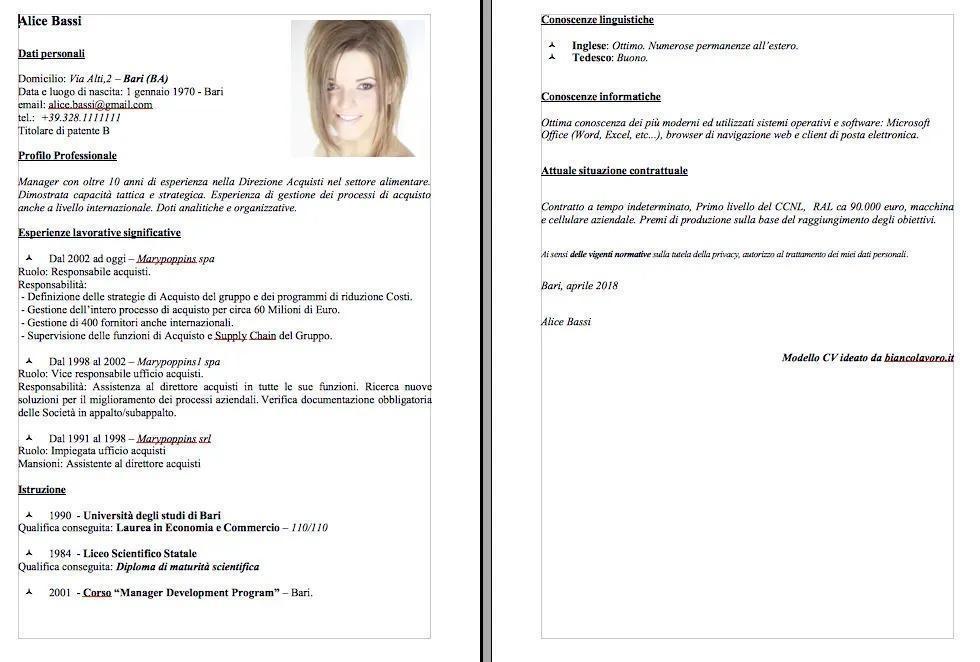 Alice Bassi
Dati personali
Domicilio: Via Alti,2 – Bari (BA)
Data e luogo di nascita: 1 gennaio 1970 - Bari
email: alice.bassi@gmail.com
tel.: +39.328.1111111
Titolare di patente B
Profilo Professionale
Manager con oltre 10 anni di esperienza nella Direzione Acquisti nel settore alimentare.
Dimostrata capacità tattica e strategica. Esperienza di gestione dei processi di acquisto
anche a livello internazionale. Doti analitiche e organizzative.
Esperienze lavorative significative
Dal 2002 ad oggi – Marypoppins spa
Ruolo: Responsabile acquisti.
Responsabilità:
- Definizione delle strategie di Acquisto del gruppo e dei programmi di riduzione Costi.
- Gestione dell’intero processo di acquisto per circa 60 Milioni di Euro.
- Gestione di 400 fornitori anche internazionali.
- Supervisione delle funzioni di Acquisto e Supply Chain del Gruppo.
Dal 1998 al 2002 – Marypoppins1 spa
Ruolo: Vice responsabile ufficio acquisti.
Responsabilità: Assistenza al direttore acquisti in tutte le sue funzioni. Ricerca nuove
soluzioni per il miglioramento dei processi aziendali. Verifica documentazione obbligatoria
delle Società in appalto/subappalto.
Dal 1991 al 1998 – Marypoppins srl
Ruolo: Impiegata ufficio acquisti
Mansioni: Assistente al direttore acquisti
Istruzione
1990 - Università degli studi di Bari
Qualifica conseguita: Laurea in Economia e Commercio – 110/110
1984 - Liceo Scientifico Statale
Qualifica conseguita: Diploma di maturità scientifica
2001 - Corso “Manager Development Program” – Bari.
Conoscenze linguistiche
Inglese: Ottimo. Numerose permanenze all’estero.
Tedesco: Buono.
Conoscenze informatiche
Ottima conoscenza dei più moderni ed utilizzati sistemi operativi e software: Microsoft
Office (Word, Excel, etc...), browser di navigazione web e client di posta elettronica.
Attuale situazione contrattuale
Contratto a tempo indeterminato, Primo livello del CCNL, RAL ca 90.000 euro, macchina
e cellulare aziendale. Premi di produzione sulla base del raggiungimento degli obiettivi.
Ai sensi delle vigenti normative sulla tutela della privacy, autorizzo al trattamento dei miei dati personali.
Bari, aprile 2018
Alice Bassi
Modello CV ideato da biancolavoro.it